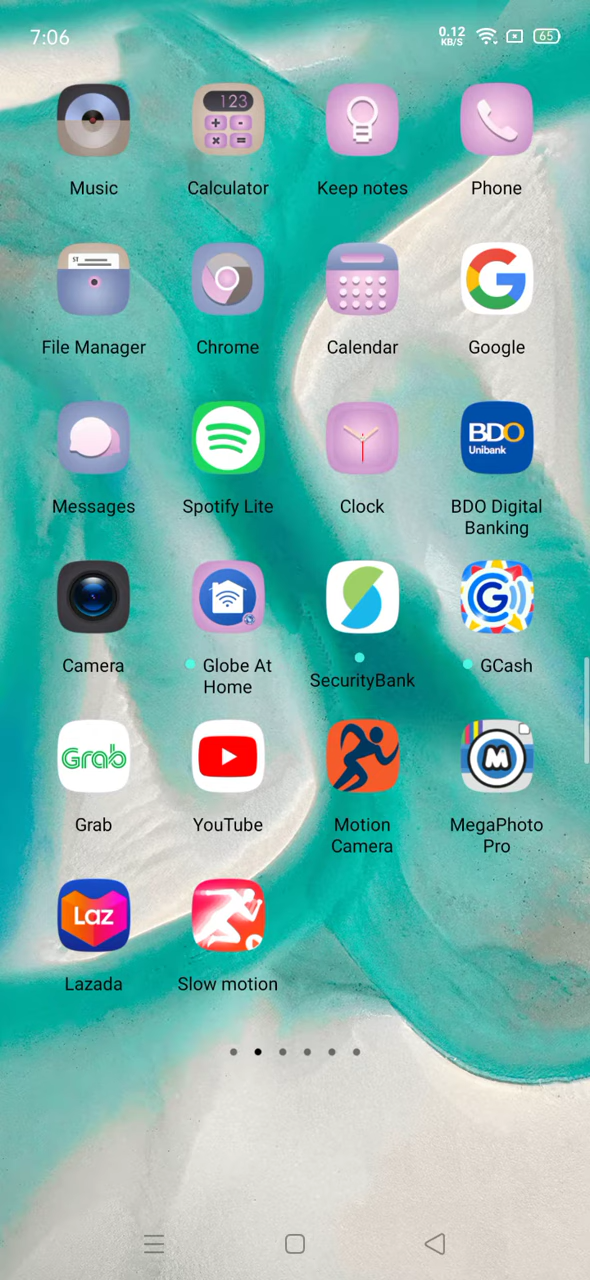 7:06
0.12
KB/S
65
123
Music
Calculator
Keep notes
Phone
ST
File Manager
Chrome
Calendar
Google
BDO
Unibank
Messages
Spotify Lite
Clock
BDO Digital
Banking
Camera
Globe At
Home
SecurityBank
GCash
Grab
Grab
YouTube
Motion
Camera
MegaPhoto
Pro
Laz
Lazada
Slow motion